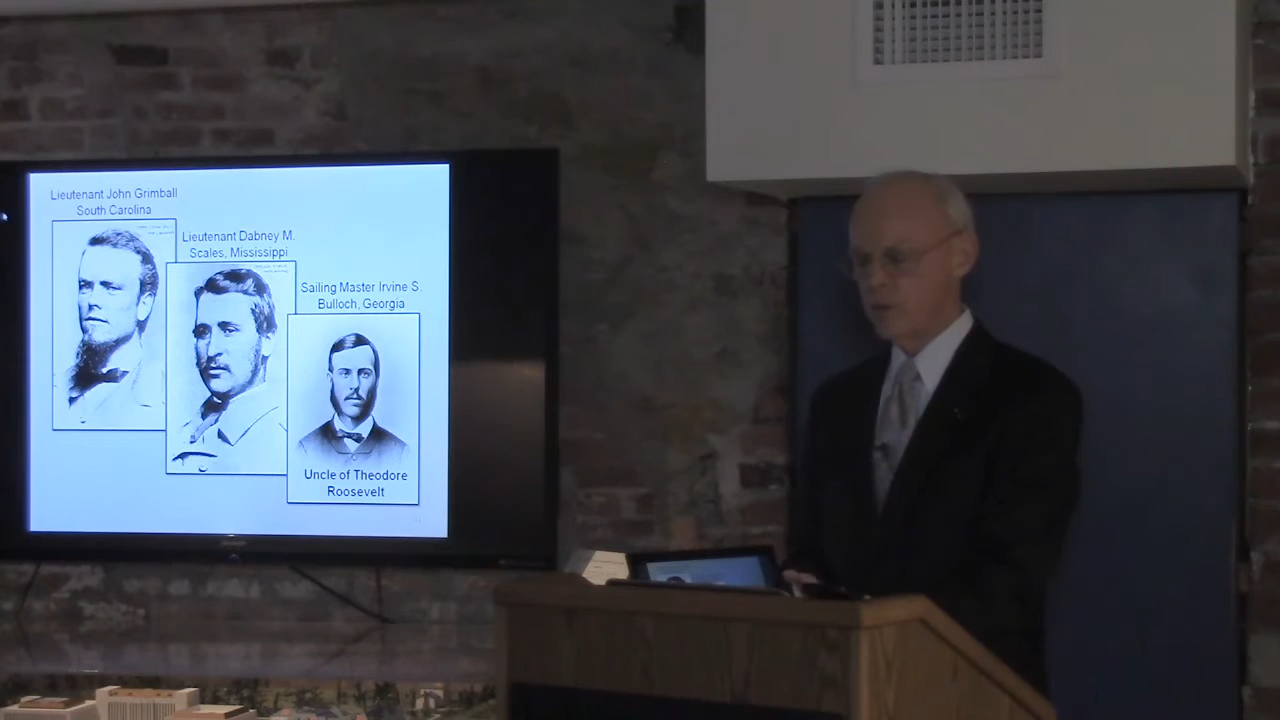 Lieutenant John Grimball
South Carolina
Lieutenant Dabney M.
Scales, Mississippi
Sailing Master Irvine S.
Bulloch, Georgia
Uncle of Theodore
Roosevelt